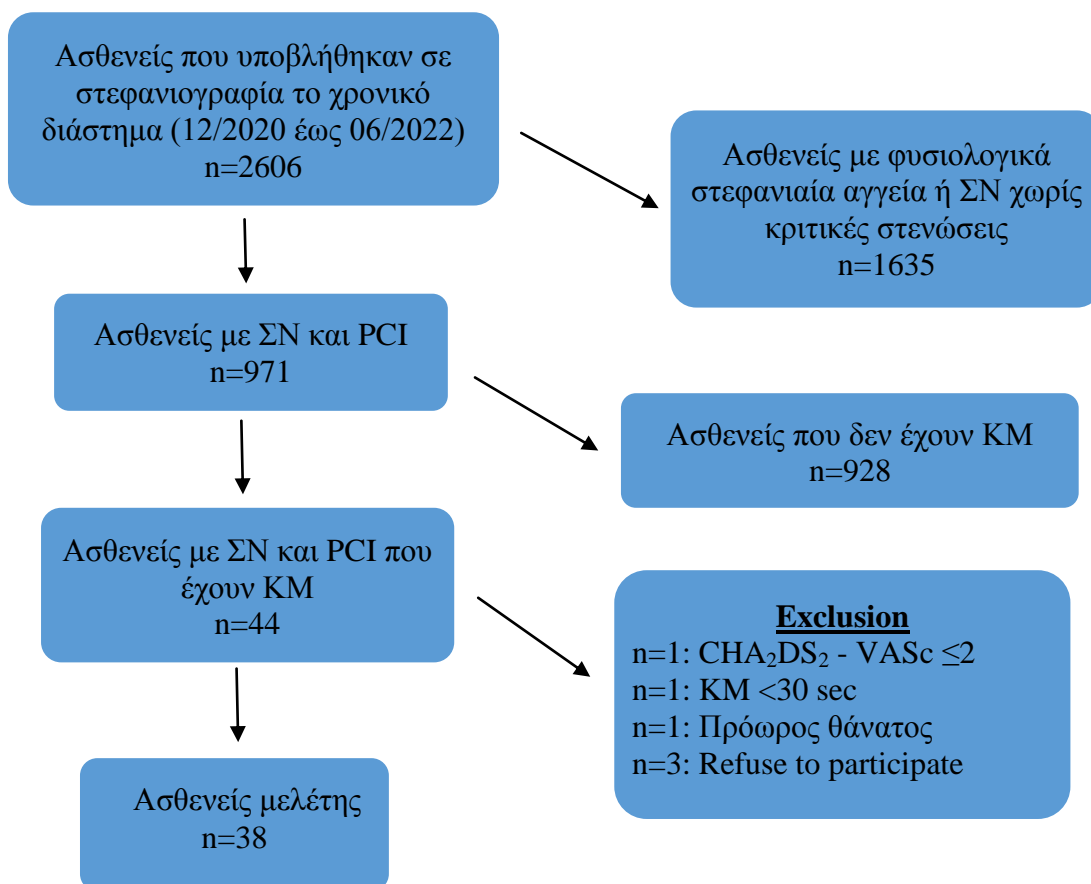 Ασθενείς που υποβλήθηκαν σε
στεφανιογραφία το χρονικό
διάστημα (12/2020 έως 06/2022)
n=2606
Ασθενείς με φυσιολογικά
στεφανιαία αγγεία ή ΣΝ χωρίς
κριτικές στενώσεις
n=1635
Ασθενείς με ΣΝ και PCI
n=971
Ασθενείς που δεν έχουν ΚΜ
n=928
Ασθενείς με ΣΝ και PCI που
έχουν ΚΜ
n=44
Exclusion
n=1: CHA₂DS₂ - VASc ≤2
n=1: ΚΜ <30 sec
n=1: Πρόωρος θάνατος
n=3: Refuse to participate
Ασθενείς μελέτης
n=38